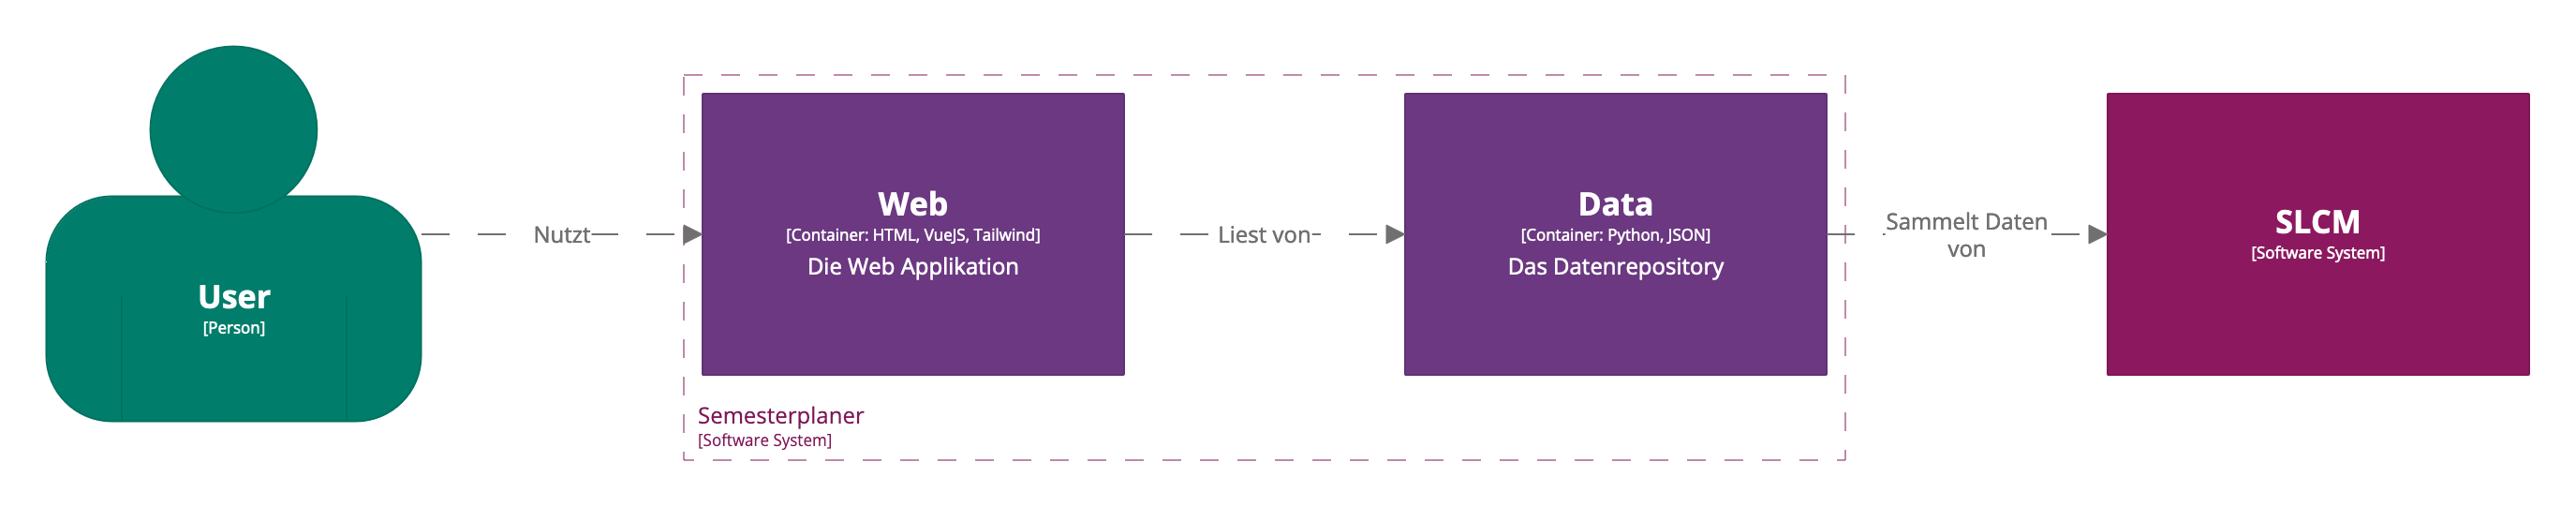 User
[Person]
Nutzt
Web
[Container: HTML, VueJS, Tailwind]
Die Web Applikation
Liest von
Data
[Container: Python, JSON]
Das Datenrepository
Semesterplaner
[Software System]
Sammelt Daten
von
SLCM
[Software System]